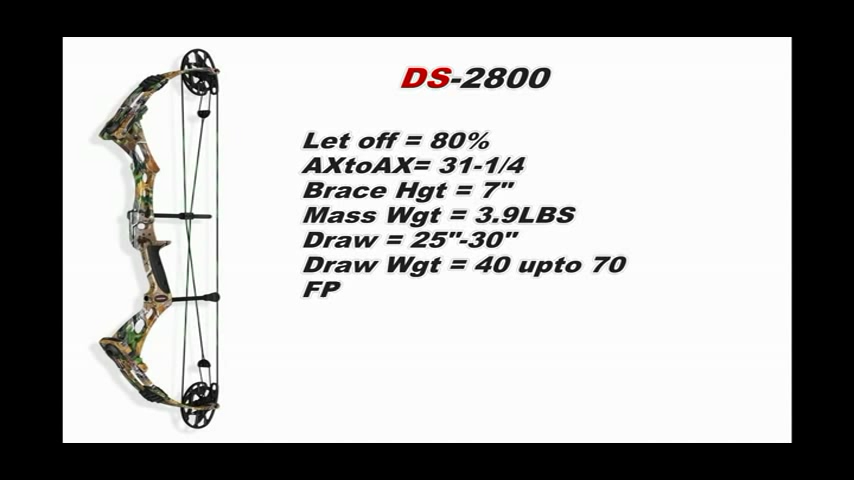 DS-2800
Let off = 80%
AXtoAX= 31-1/4
Brace Hgt = 7"
Mass Wgt = 3.9LBS
Draw = 25"-30"
Draw Wgt = 40 upto 70
FP